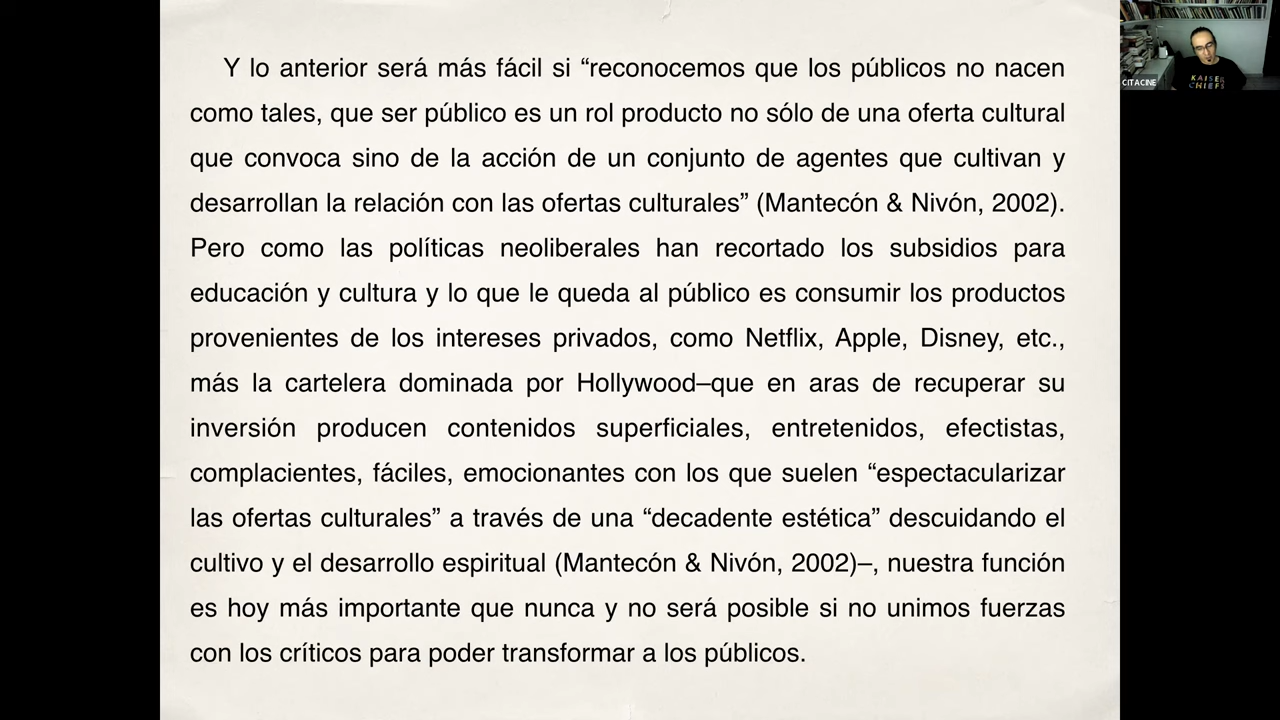 Y lo anterior será más fácil si “reconocemos que los públicos no nacen
como tales, que ser público es un rol producto no sólo de una oferta cultural
que convoca sino de la acción de un conjunto de agentes que cultivan y
desarrollan la relación con las ofertas culturales” (Mantecón & Nivón, 2002).
Pero como las políticas neoliberales han recortado los subsidios para
educación y cultura y lo que le queda al público es consumir los productos
provenientes de los intereses privados, como Netflix, Apple, Disney, etc.,
más la cartelera dominada por Hollywood–que en aras de recuperar su
inversión producen contenidos superficiales, entretenidos, efectistas,
complacientes, fáciles, emocionantes con los que suelen “espectacularizar
las ofertas culturales” a través de una “decadente estética” descuidando el
cultivo y el desarrollo espiritual (Mantecón & Nivón, 2002)–, nuestra función
es hoy más importante que nunca y no será posible si no unimos fuerzas
con los críticos para poder transformar a los públicos.
CITACINE
KAISER
CHIEFS